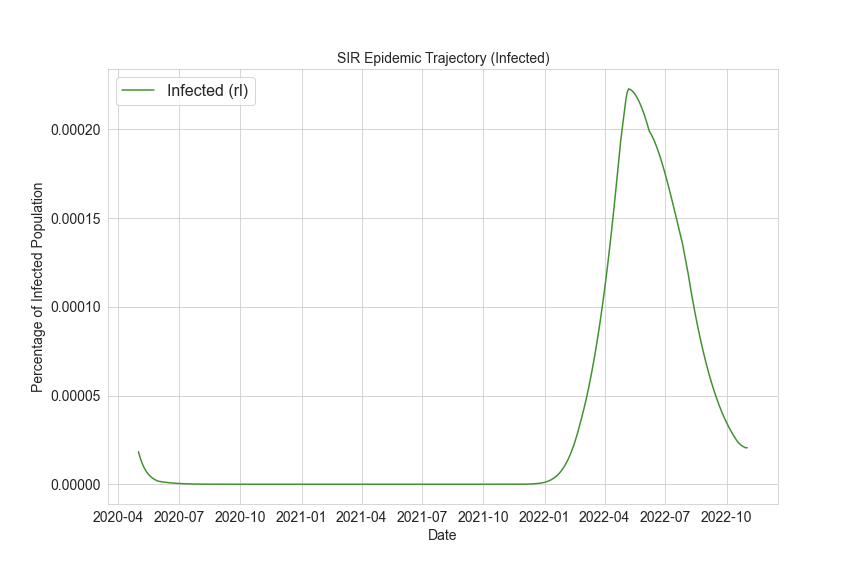 SIR Epidemic Trajectory (Infected)
Infected (rI)
Percentage of Infected Population
0.00020
0.00015
0.00010
0.00005
0.00000
2020-04 2020-07 2020-10 2021-01 2021-04 2021-07 2021-10 2022-01 2022-04 2022-07 2022-10
Date